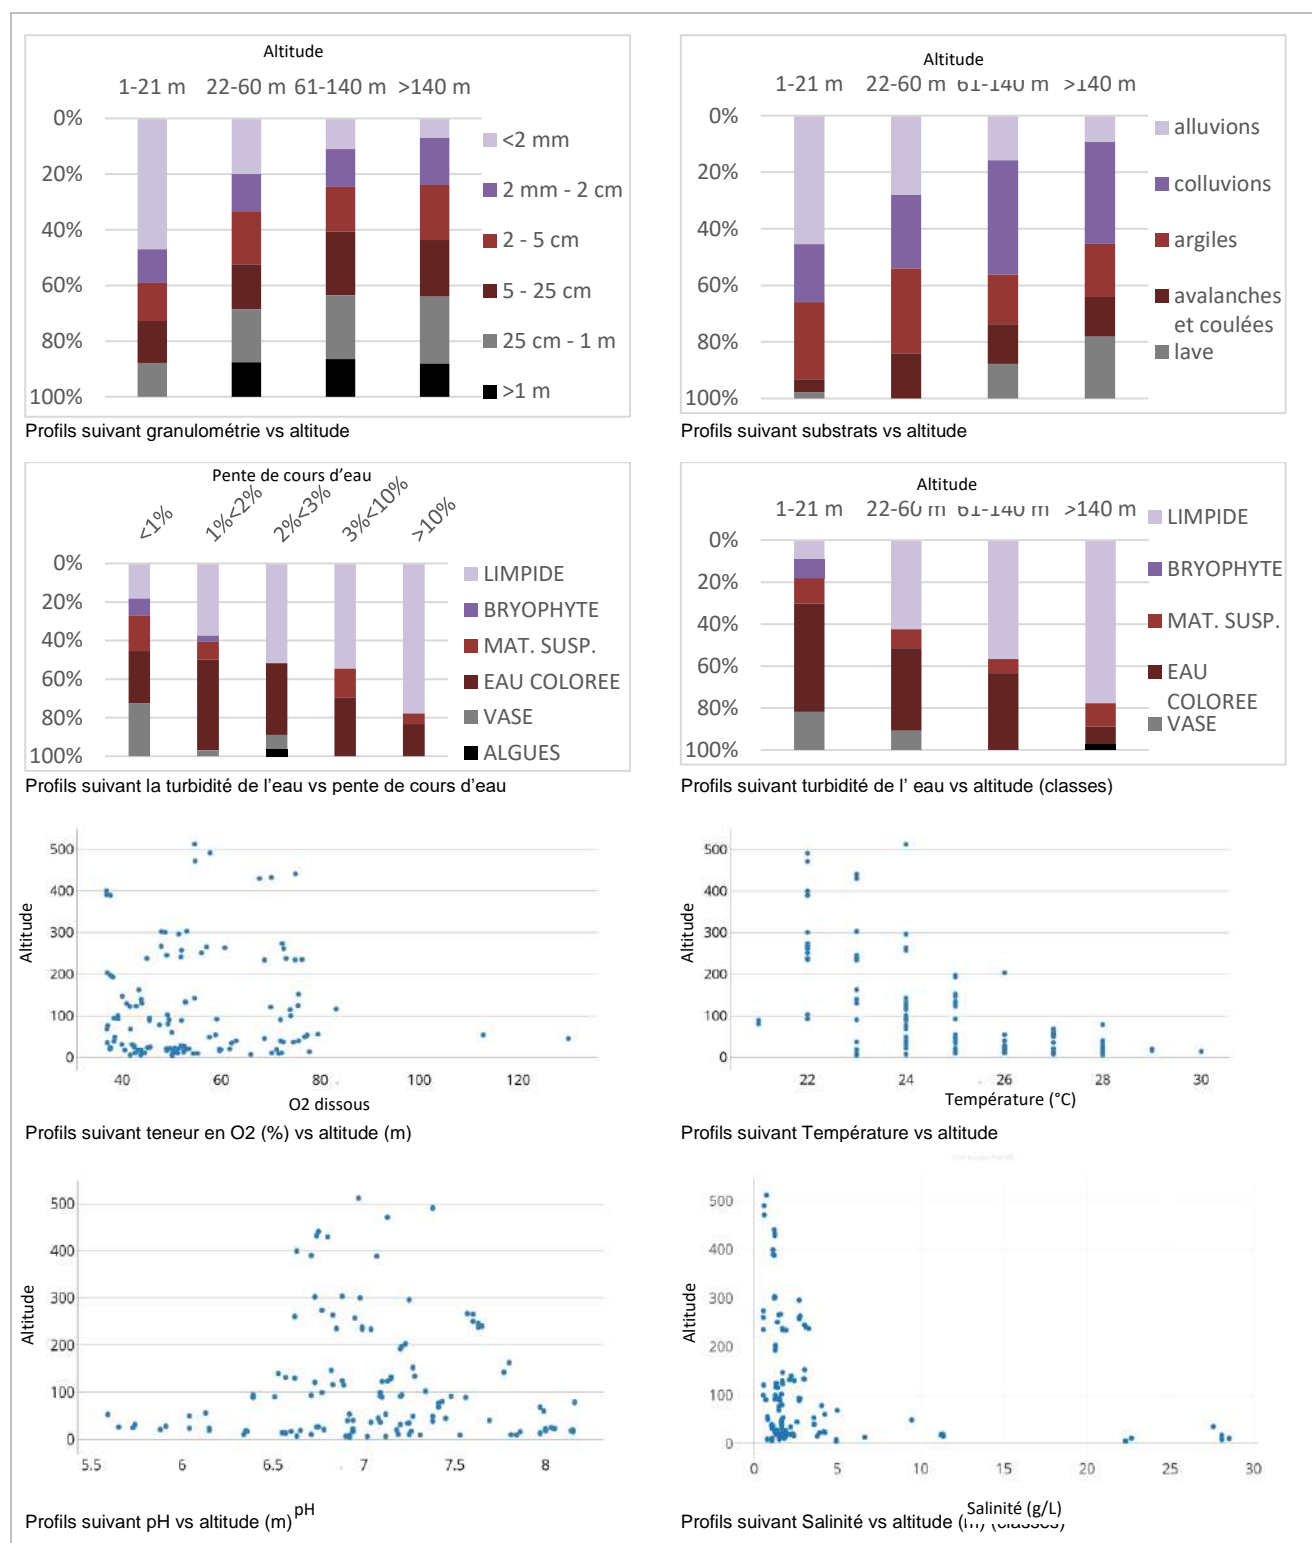 Altitude
1-21 m 22-60 m 61-140 m >140 m
0%
20%
40%
60%
80%
100%
<2 mm
2 mm - 2 cm
2 - 5 cm
5 - 25 cm
25 cm - 1 m
>1 m
Profils suivant granulométrie vs altitude
Altitude
1-21 m 22-60 m 61-140 m >140 m
0%
20%
40%
60%
80%
100%
alluvions
colluvions
argiles
avalanches
et coulées
lave
Profils suivant substrats vs altitude
Pente de cours d'eau
<1% 1%<2% 2%<3% 3%<10% >10%
0%
20%
40%
60%
80%
100%
LIMPIDE
BRYOPHYTE
MAT. SUSP.
EAU COLOREE
VASE
ALGUES
Profils suivant la turbidité de l'eau vs pente de cours d'eau
Altitude
1-21 m 22-60 m 61-140 m >140 m
0%
20%
40%
60%
80%
100%
LIMPIDE
BRYOPHYTE
MAT. SUSP.
EAU
COLOREE
VASE
Profils suivant turbidité de l' eau vs altitude (classes)
Altitude
500
400
300
200
100
0
40 60 80 100 120
O2 dissous
Profils suivant teneur en O2 (%) vs altitude (m)
Altitude
500
400
300
200
100
0
22 24 26 28 30
Température (°C)
Profils suivant Température vs altitude
Altitude
500
400
300
200
100
0
5.5 6 6.5 7 7.5 8
pH
Profils suivant pH vs altitude (m)
Altitude
500
400
300
200
100
0
0 5 10 15 20 25 30
Salinité (g/L)
Profils suivant Salinité vs altitude (m) (classes)